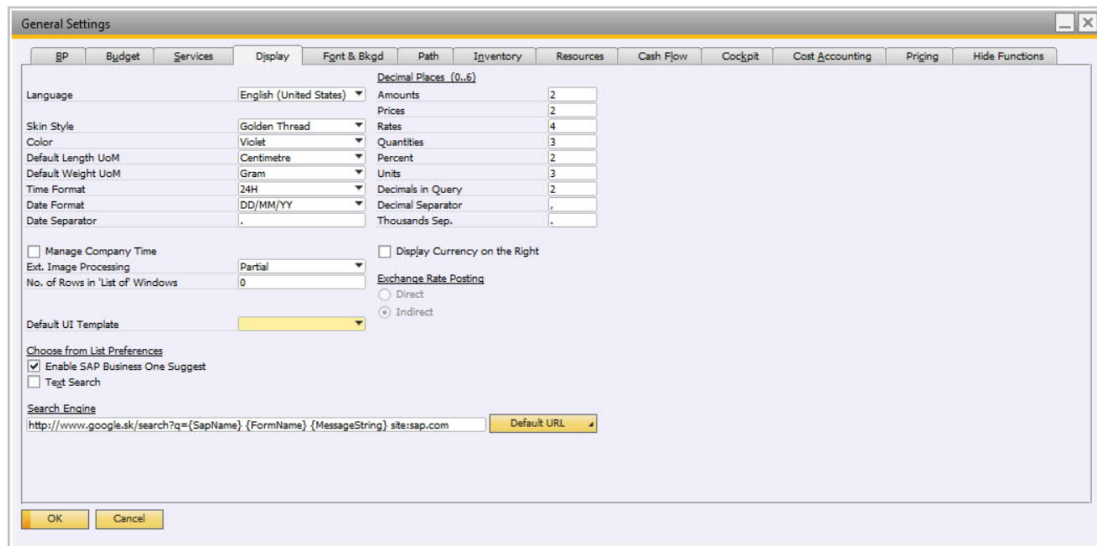 General Settings
BP Budget Services Display Font & Bkgd Path Inventory Resources Cash Flow Cockpit Cost Accounting Pricing Hide Functions
Decimal Places (0..6)
Language English (United States) Amounts 2
Prices 2
Skin Style Golden Thread Rates 4
Color Violet Quantities 3
Default Length UoM Centimetre Percent 2
Default Weight UoM Gram Units 3
Time Format 24H Decimals in Query 2
Date Format DD/MM/YY Decimal Separator ,
Date Separator . Thousands Sep. .
Manage Company Time Display Currency on the Right
Ext. Image Processing Partial
No. of Rows in 'List of' Windows 0 Exchange Rate Posting
Direct
Indirect
Default UI Template
Choose from List Preferences
Enable SAP Business One Suggest
Text Search
Search Engine
http://www.google.sk/search?q={SapName} {FormName} {MessageString} site:sap.com Default URL
OK Cancel